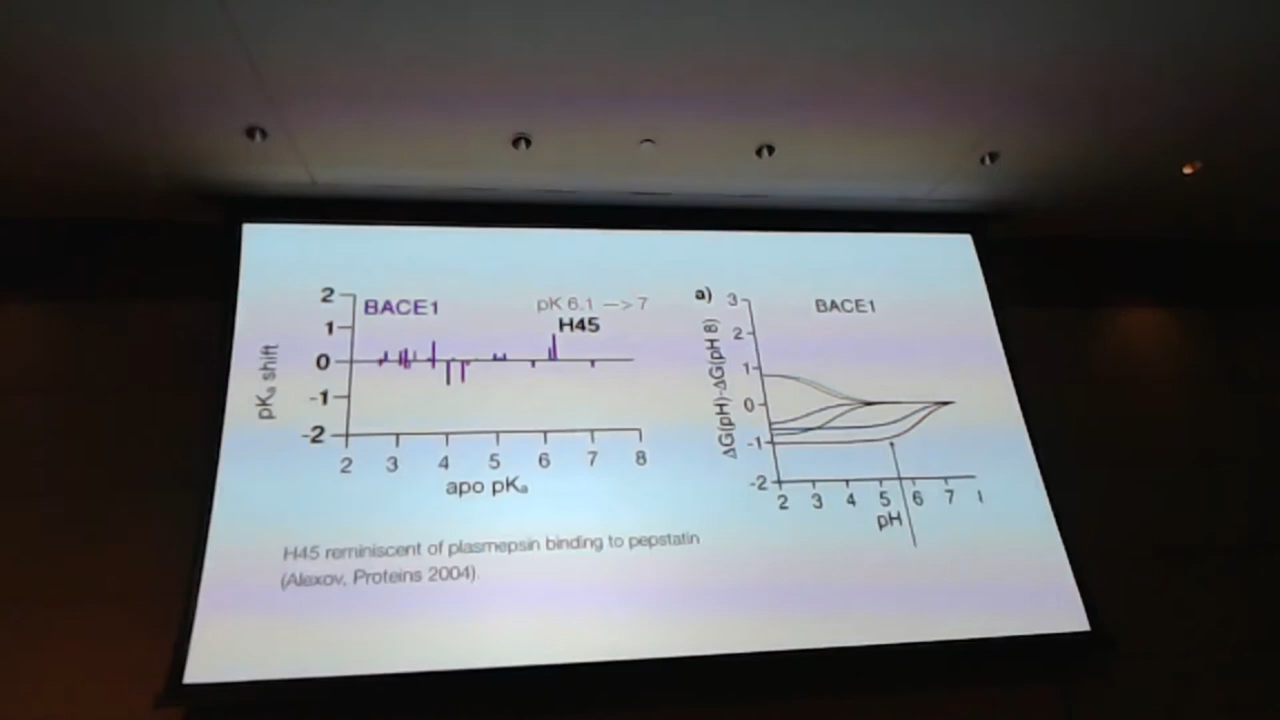 BACE1
pK 6.1 —> 7
H45
2
1
0
-1
-2
pKₐ shift
2 3 4 5 6 7 8
apo pKₐ
a)
BACE1
3
2
1
0
-1
-2
ΔG(pH)-ΔG(pH 8)
2 3 4 5 6 7
pH
H45 reminiscent of plasmepsin binding to pepstatin
(Alexov, Proteins 2004).